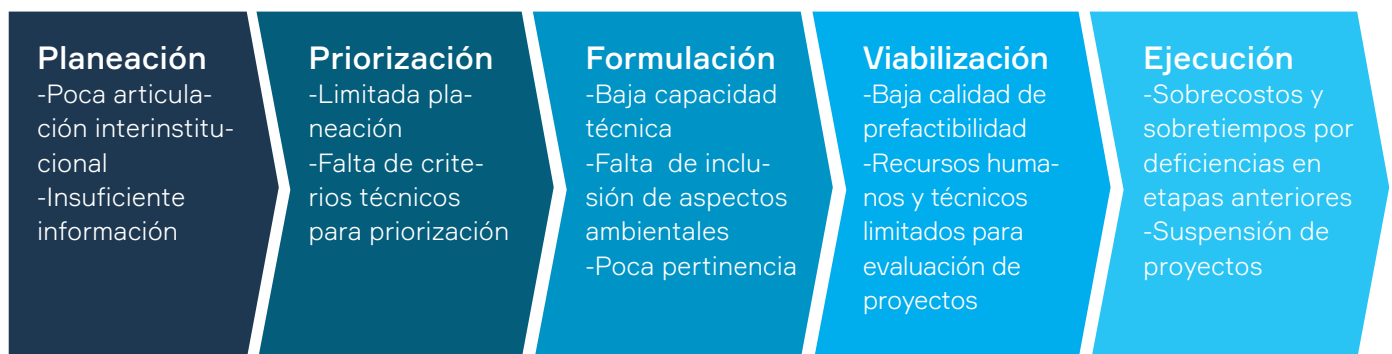 Planeación
-Poca articula-
ción interinstitu-
cional
-Insuficiente
información
Priorización
-Limitada pla-
neación
-Falta de crite-
rios técnicos
para priorización
Formulación
-Baja capacidad
técnica
-Falta  de inclu-
sión de aspectos
ambientales
-Poca pertinencia
Viabilización
-Baja calidad de
prefactibilidad
-Recursos huma-
nos y técnicos
limitados para
evaluación de
proyectos
Ejecución
-Sobrecostos y
sobretiempos por
deficiencias en
etapas anteriores
-Suspensión de
proyectos